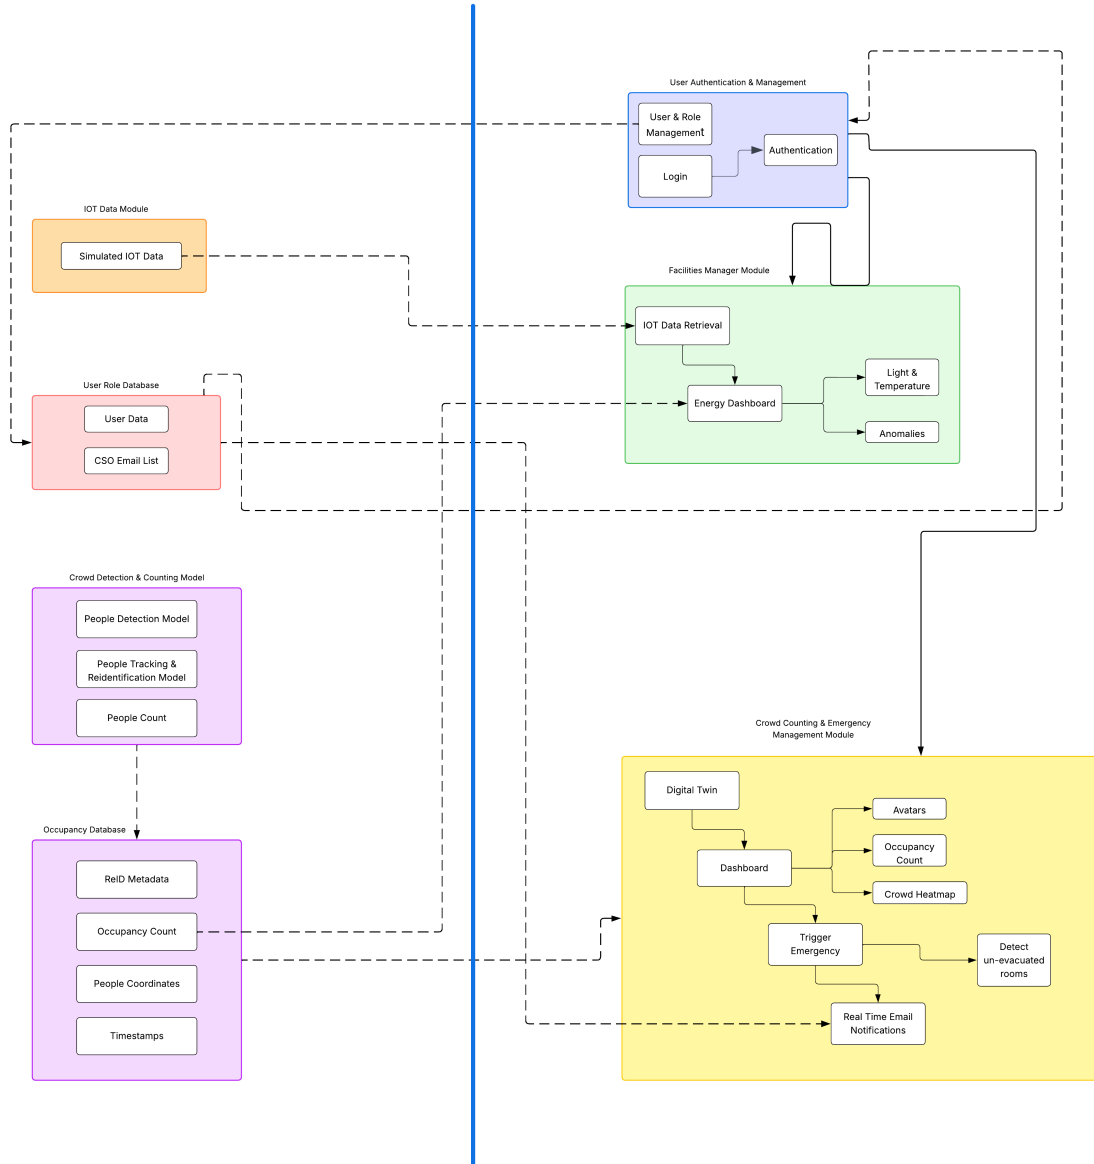 User Authentication & Management
User & Role
Management
Authentication
Login
IOT Data Module
Simulated IOT Data
Facilities Manager Module
IOT Data Retrieval
Light &
Temperature
Energy Dashboard
Anomalies
User Role Database
User Data
CSO Email List
Crowd Detection & Counting Model
People Detection Model
People Tracking &
Reidentification Model
People Count
Occupancy Database
ReID Metadata
Occupancy Count
People Coordinates
Timestamps
Crowd Counting & Emergency
Management Module
Digital Twin
Avatars
Dashboard
Occupancy
Count
Crowd Heatmap
Trigger
Emergency
Detect
un-evacuated
rooms
Real Time Email
Notifications